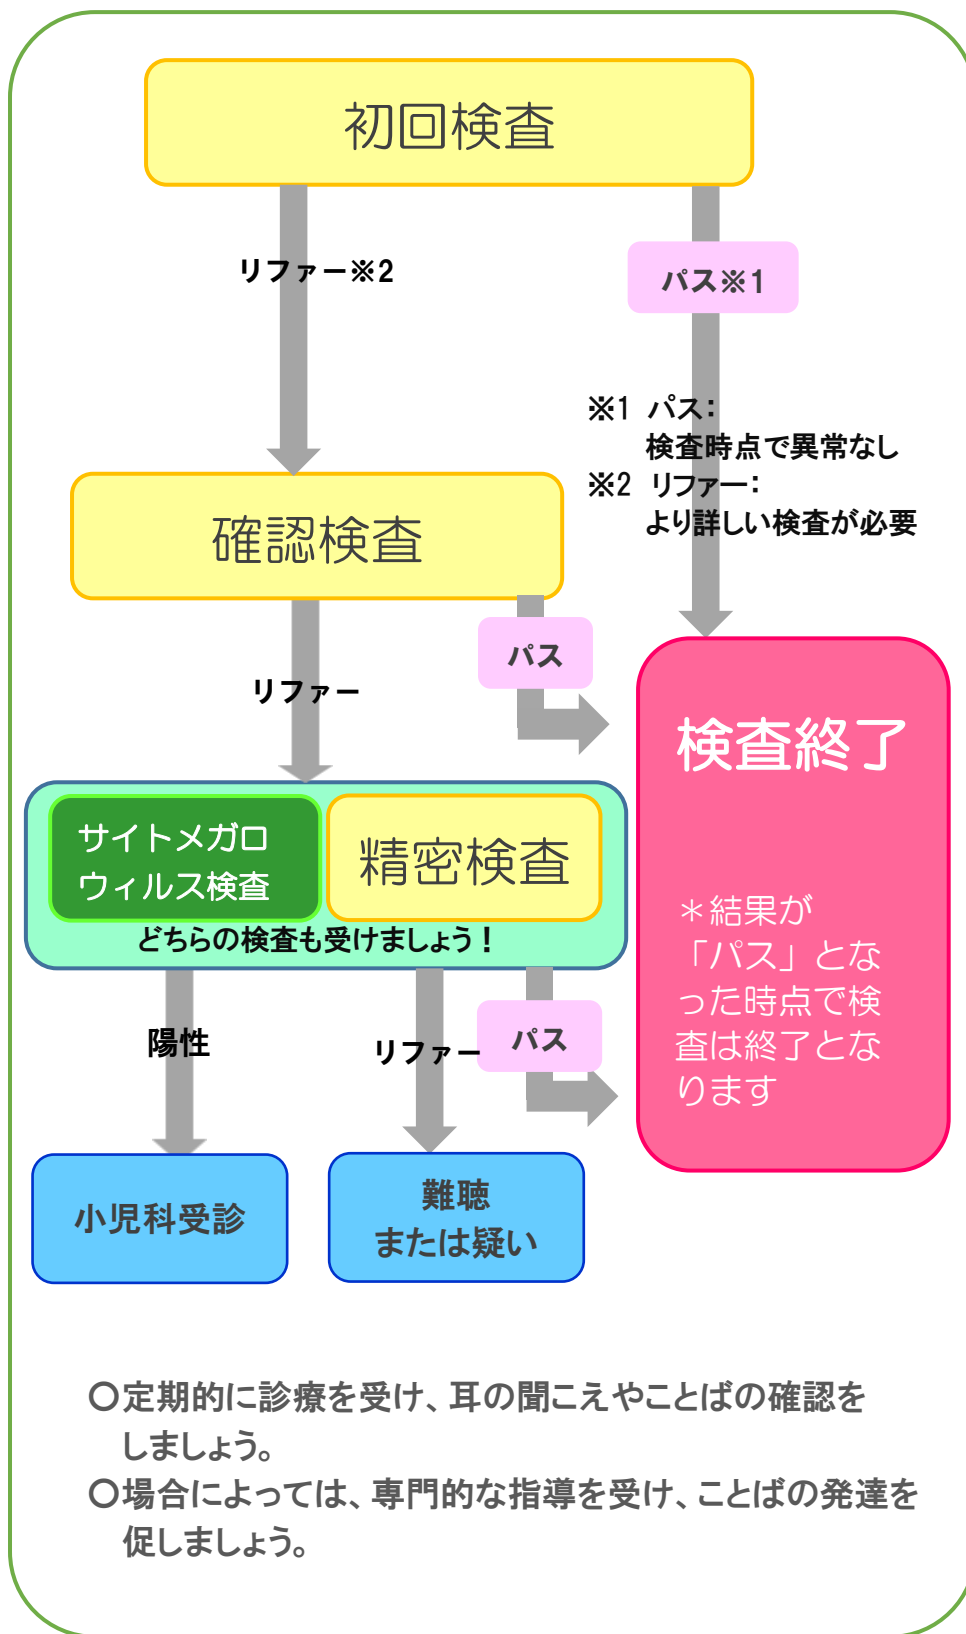 初回検査
リファー※2
パス※1
※1 パス：
検査時点で異常なし
※2 リファー：
より詳しい検査が必要
確認検査
パス
リファー
検査終了
＊結果が
「パス」とな
った時点で検
査は終了とな
ります
サイトメガロ
ウィルス検査
精密検査
どちらの検査も受けましょう！
陽性
リファー
パス
小児科受診
難聴
または疑い
〇定期的に診療を受け、耳の聞こえやことばの確認を
しましょう。
〇場合によっては、専門的な指導を受け、ことばの発達を
促しましょう。